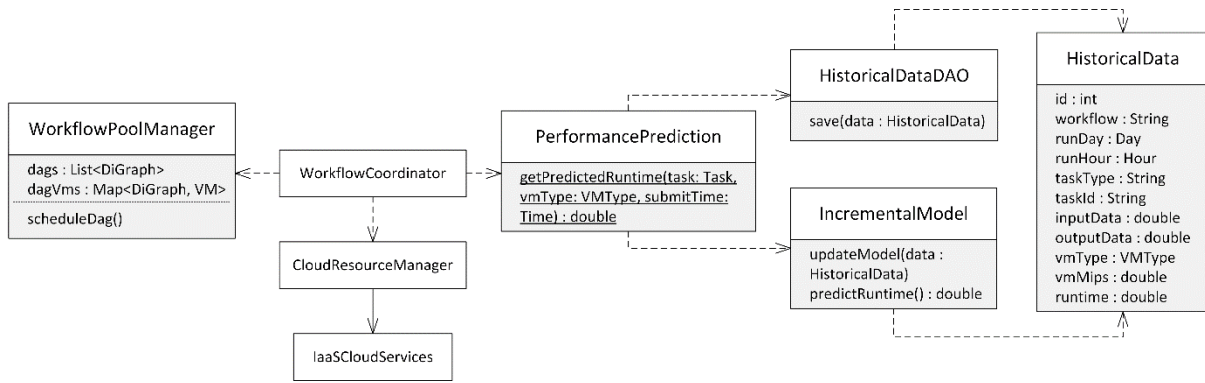 WorkflowPoolManager
dags : List<DiGraph>
dagVms : Map<DiGraph, VM>
scheduleDag()
WorkflowCoordinator
CloudResourceManager
IaaSCloudServices
PerformancePrediction
getPredictedRuntime(task: Task,
vmType: VMType, submitTime:
Time) : double
HistoricalDataDAO
save(data : HistoricalData)
IncrementalModel
updateModel(data :
HistoricalData)
predictRuntime() : double
HistoricalData
id : int
workflow : String
runDay : Day
runHour : Hour
taskType : String
taskId : String
inputData : double
outputData : double
vmType : VMType
vmMips : double
runtime : double